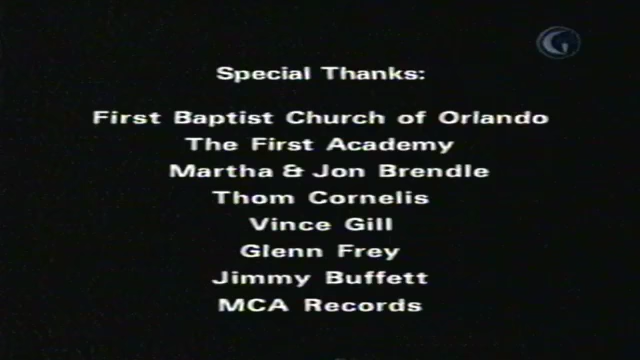 Special Thanks:
First Baptist Church of Orlando
The First Academy
Martha & Jon Brendle
Thom Cornelis
Vince Gill
Glenn Frey
Jimmy Buffett
MCA Records